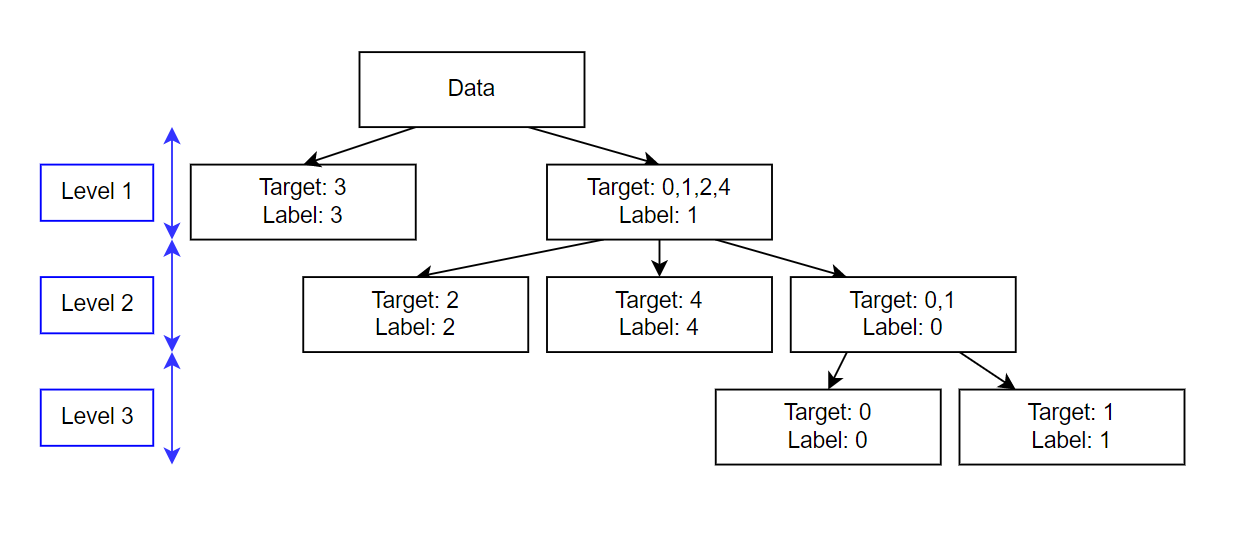 Data
Level 1
Target: 3
Label: 3
Target: 0,1,2,4
Label: 1
Level 2
Target: 2
Label: 2
Target: 4
Label: 4
Target: 0,1
Label: 0
Level 3
Target: 0
Label: 0
Target: 1
Label: 1